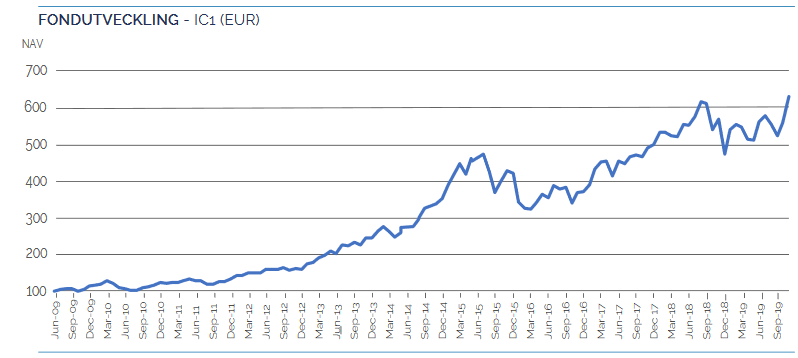 FONDUTVECKLING - IC1 (EUR)
NAV
700
600
500
400
300
200
100
Jun-09
Sep-09
Dec-09
Mar-10
Jun-10
Sep-10
Dec-10
Mar-11
Jun-11
Sep-11
Dec-11
Mar-12
Jun-12
Sep-12
Dec-12
Mar-13
Jun-13
Sep-13
Dec-13
Mar-14
Jun-14
Sep-14
Dec-14
Mar-15
Jun-15
Sep-15
Dec-15
Mar-16
Jun-16
Sep-16
Dec-16
Mar-17
Jun-17
Sep-17
Dec-17
Mar-18
Jun-18
Sep-18
Dec-18
Mar-19
Jun-19
Sep-19